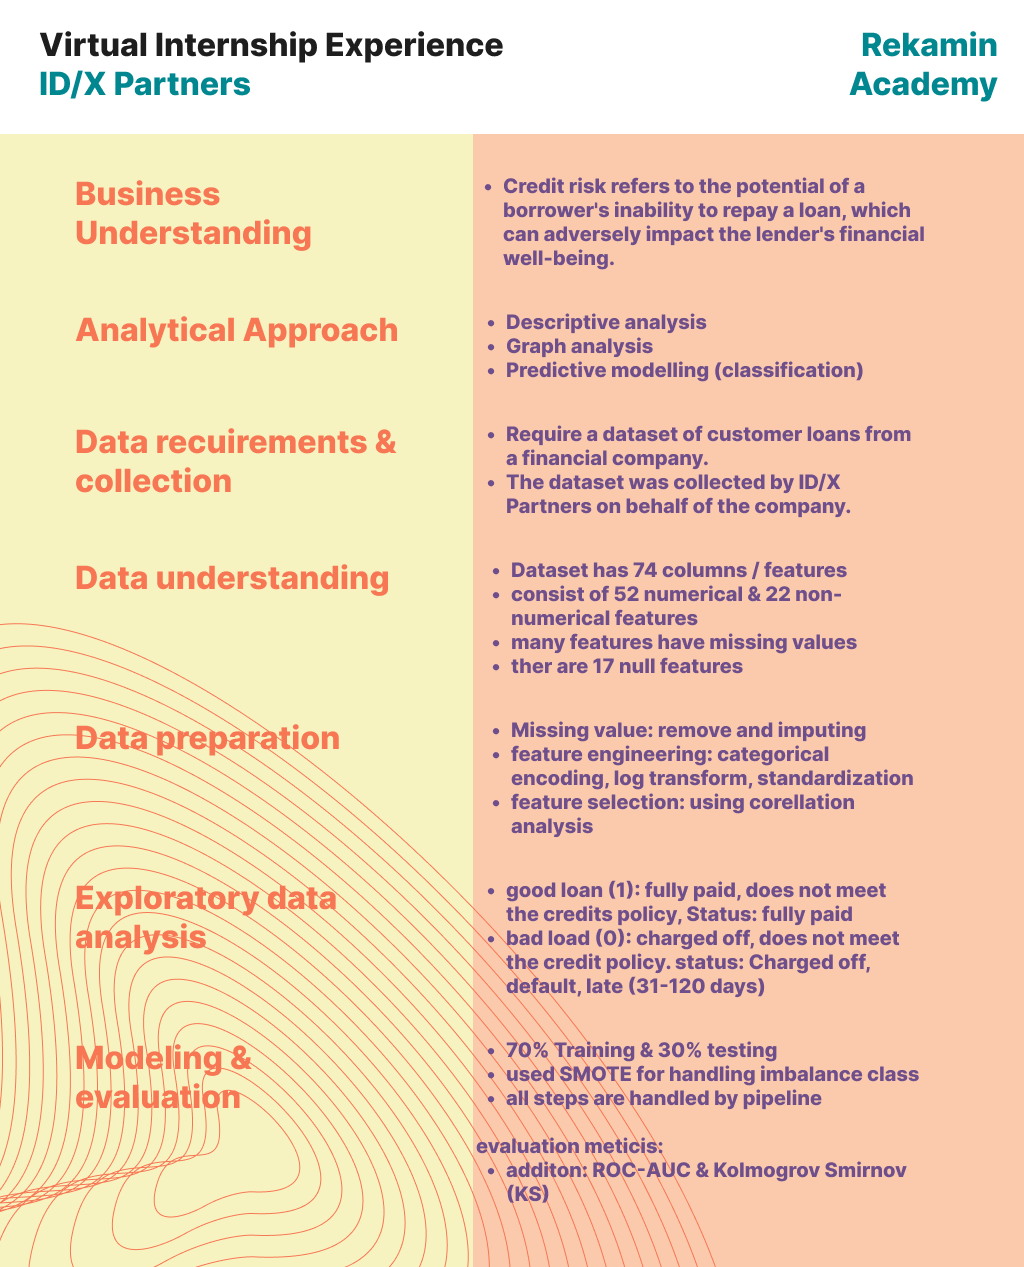 Virtual Internship Experience
ID/X Partners
Rekamin
Academy
Business
Understanding
• Credit risk refers to the potential of a
borrower's inability to repay a loan, which
can adversely impact the lender's financial
well-being.
Analytical Approach
• Descriptive analysis
• Graph analysis
• Predictive modelling (classification)
Data recuirements &
collection
• Require a dataset of customer loans from
a financial company.
• The dataset was collected by ID/X
Partners on behalf of the company.
Data understanding
• Dataset has 74 columns / features
• consist of 52 numerical & 22 non-
numerical features
• many features have missing values
• ther are 17 null features
Data preparation
• Missing value: remove and imputing
• feature engineering: categorical
encoding, log transform, standardization
• feature selection: using corellation
analysis
Exploratory data
analysis
• good loan (1): fully paid, does not meet
the credits policy, Status: fully paid
• bad load (0): charged off, does not meet
the credit policy. status: Charged off,
default, late (31-120 days)
Modeling &
evaluation
• 70% Training & 30% testing
• used SMOTE for handling imbalance class
• all steps are handled by pipeline
evaluation meticis:
• additon: ROC-AUC & Kolmogrov Smirnov
(KS)